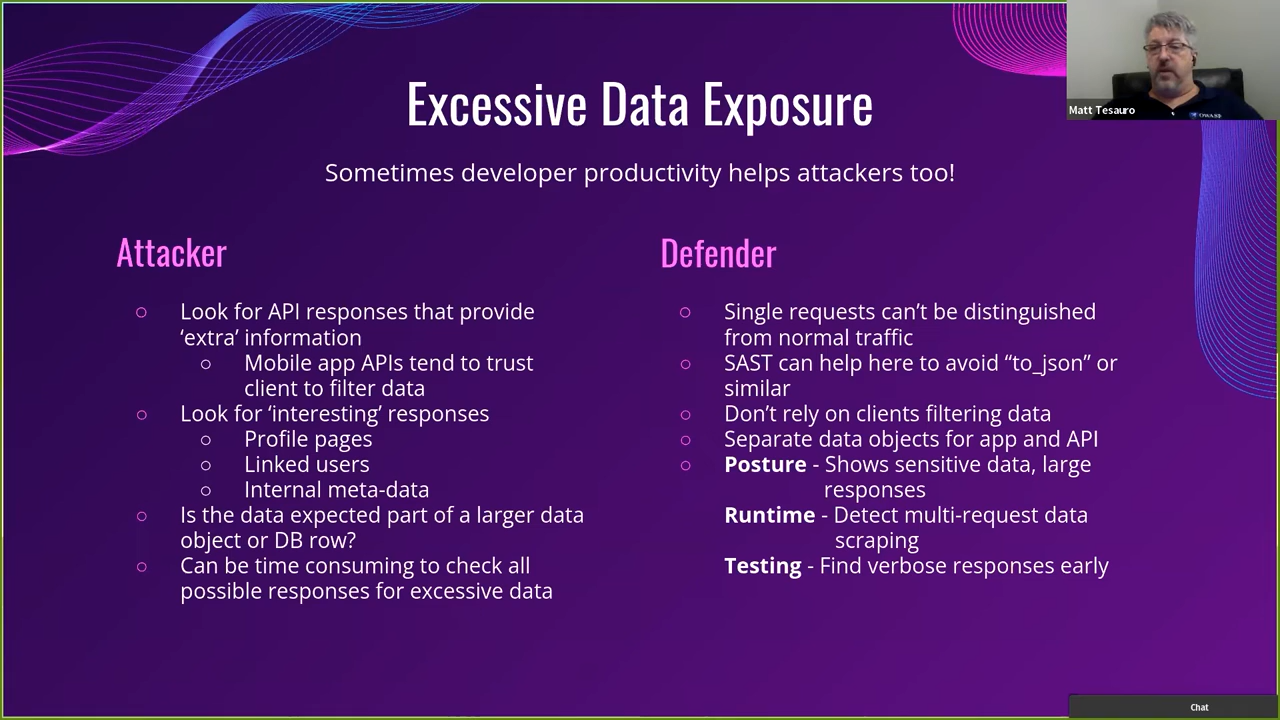 Excessive Data Exposure
Sometimes developer productivity helps attackers too!
Attacker
○ Look for API responses that provide
‘extra’ information
○ Mobile app APIs tend to trust
client to filter data
○ Look for ‘interesting’ responses
○ Profile pages
○ Linked users
○ Internal meta-data
○ Is the data expected part of a larger data
object or DB row?
○ Can be time consuming to check all
possible responses for excessive data
Defender
○ Single requests can’t be distinguished
from normal traffic
○ SAST can help here to avoid “to_json” or
similar
○ Don’t rely on clients filtering data
○ Separate data objects for app and API
○ Posture - Shows sensitive data, large
responses
Runtime - Detect multi-request data
scraping
Testing - Find verbose responses early
Matt Tesauro
OWASP
Chat